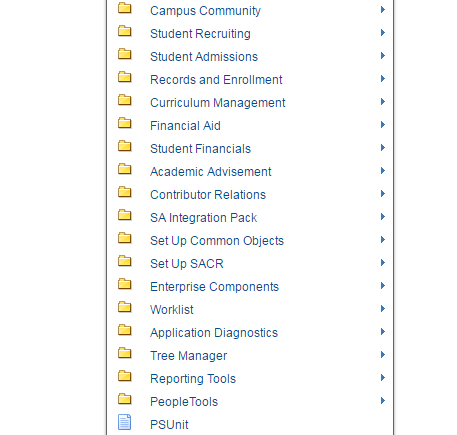 Campus Community
Student Recruiting
Student Admissions
Records and Enrollment
Curriculum Management
Financial Aid
Student Financials
Academic Advisement
Contributor Relations
SA Integration Pack
Set Up Common Objects
Set Up SACR
Enterprise Components
Worklist
Application Diagnostics
Tree Manager
Reporting Tools
PeopleTools
PSUnit